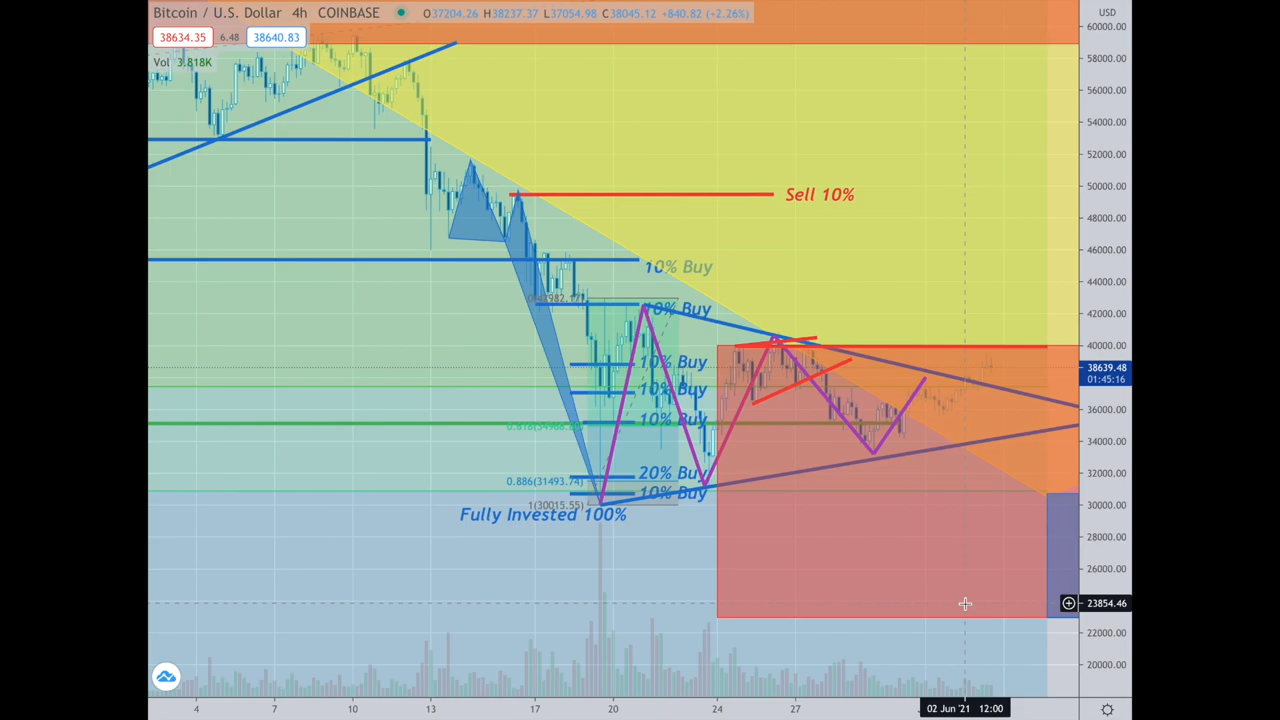 Bitcoin / U.S. Dollar 4h COINBASE O37204.26 H38237.37 L37054.98 C38045.12 +840.82 (+2.26%)
USD
38634.35 6.48 38640.83
Vol 3.818K
60000.00
58000.00
56000.00
54000.00
52000.00
50000.00
Sell 10%
48000.00
46000.00
10% Buy
44000.00
10% Buy
42000.00
40000.00
10% Buy
38639.48
01:45:16
10% Buy
36000.00
10% Buy
34000.00
20% Buy
0.886(31493.74)
32000.00
10% Buy
1(30015.55)
30000.00
Fully Invested 100%
28000.00
26000.00
23854.46
22000.00
20000.00
4 7 13 17 20 24 27 02 Jun '21 12:00